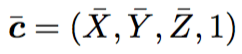 c̄ = (X̄, Ȳ, Z̄, 1)